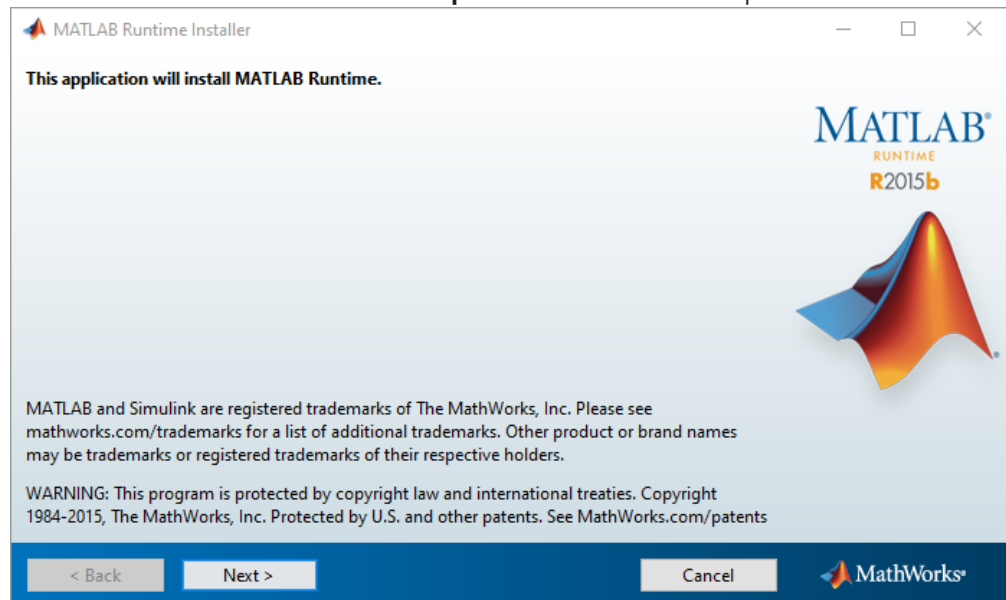 MATLAB Runtime Installer
This application will install MATLAB Runtime.
MATLAB®
RUNTIME
R2015b
®
MATLAB and Simulink are registered trademarks of The MathWorks, Inc. Please see
mathworks.com/trademarks for a list of additional trademarks. Other product or brand names
may be trademarks or registered trademarks of their respective holders.
WARNING: This program is protected by copyright law and international treaties. Copyright
1984-2015, The MathWorks, Inc. Protected by U.S. and other patents. See MathWorks.com/patents
< Back
Next >
Cancel
MathWorks®